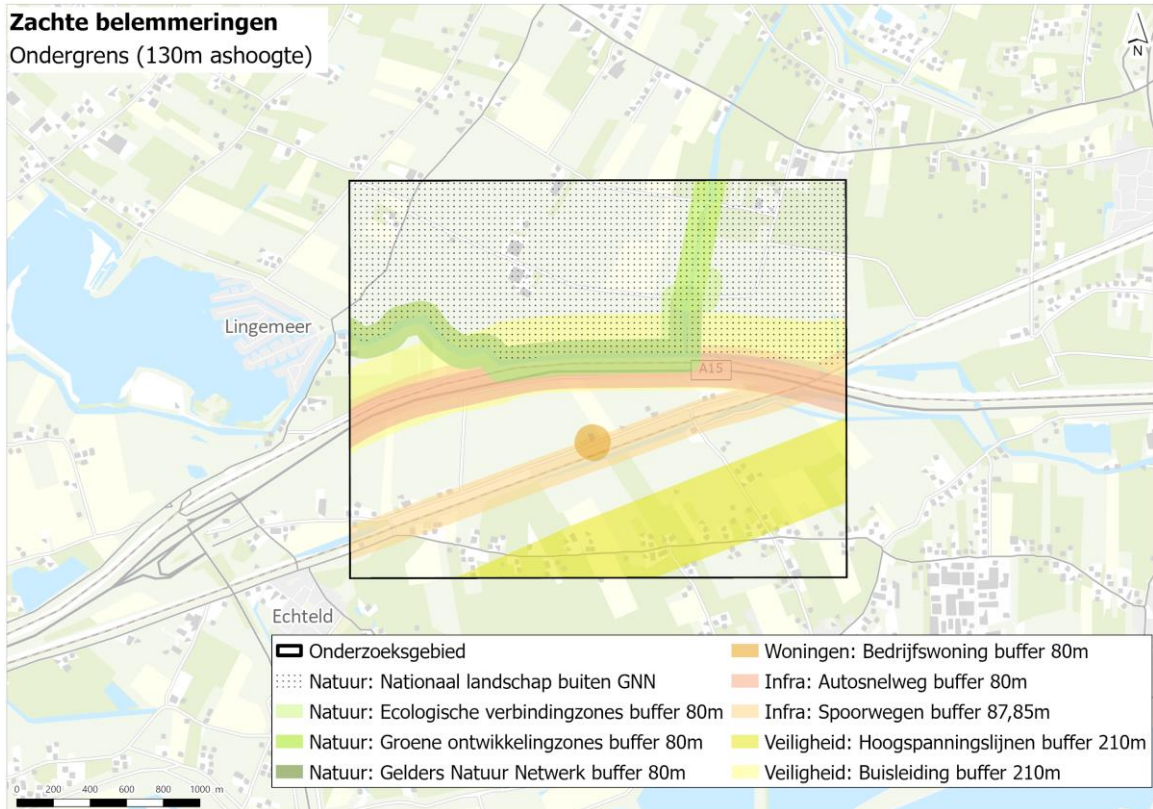 Zachte belemmeringen
Ondergrens (130m ashoogte)
N
Lingemeer
A15
Echteld
Onderzoeksgebied
Natuur: Nationaal landschap buiten GNN
Natuur: Ecologische verbindingzones buffer 80m
Natuur: Groene ontwikkelingzones buffer 80m
Natuur: Gelders Natuur Netwerk buffer 80m
Woningen: Bedrijfswoning buffer 80m
Infra: Autosnelweg buffer 80m
Infra: Spoorwegen buffer 87,85m
Veiligheid: Hoogspanningslijnen buffer 210m
Veiligheid: Buisleiding buffer 210m
0 200 400 600 800 1000 m